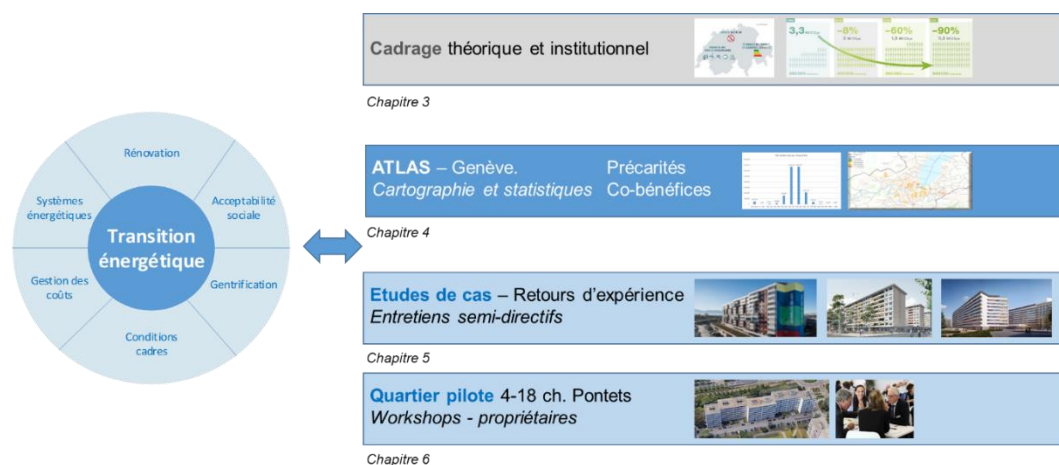 Cadrage théorique et institutionnel
3,3
-8%
-60%
-90%
Chapitre 3
Rénovation
Systèmes
énergétiques
Acceptabilité
sociale
Transition
énergétique
Gestion des
coûts
Gentrification
Conditions
cadres
ATLAS – Genève.
Cartographie et statistiques
Précarités
Co-bénéfices
Chapitre 4
Etudes de cas – Retours d'expérience
Entretiens semi-directifs
Chapitre 5
Quartier pilote 4-18 ch. Pontets
Workshops - propriétaires
Chapitre 6